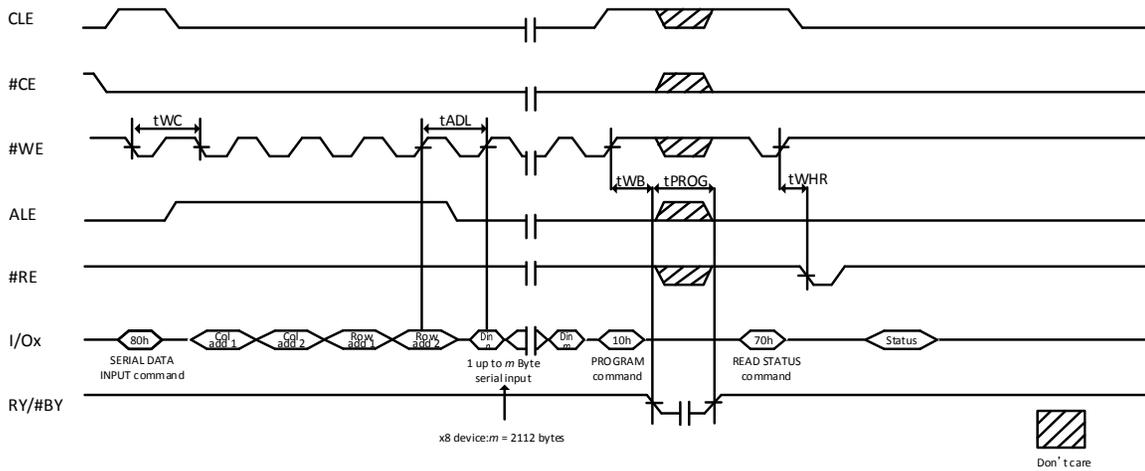 CLE
#CE
tWC
tADL
#WE
tWB
tPROG
tWHR
ALE
#RE
I/Ox
80h
Col
add 1
Col
add 2
Row
add 1
Row
add 2
Din
n
Din
m
10h
70h
Status
SERIAL DATA
INPUT command
1 up to m Byte
serial input
PROGRAM
command
READ STATUS
command
RY/#BY
x8 device:m = 2112 bytes
Don't care